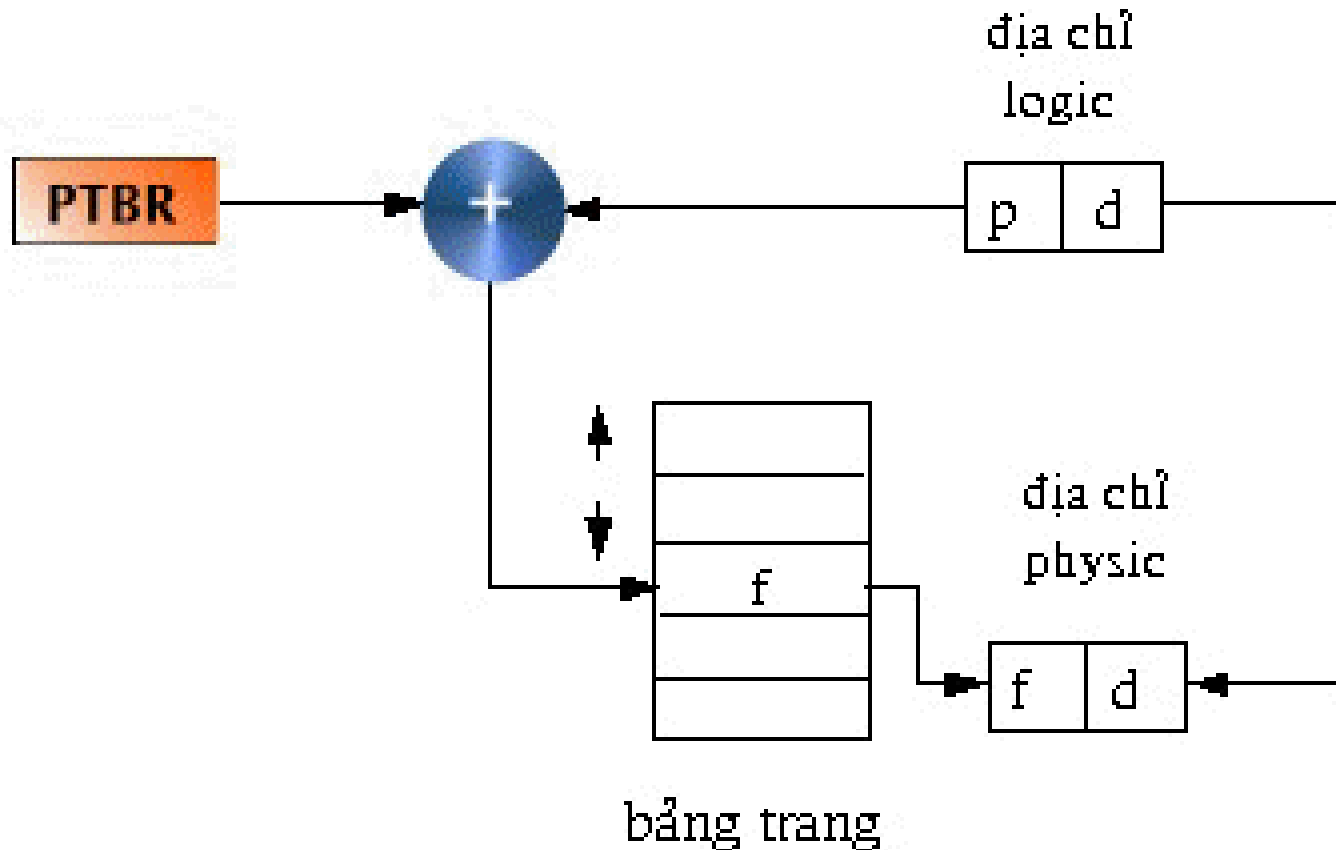 địa chỉ
logic
PTBR
+
p d
f
địa chỉ
physic
f d
bảng trang